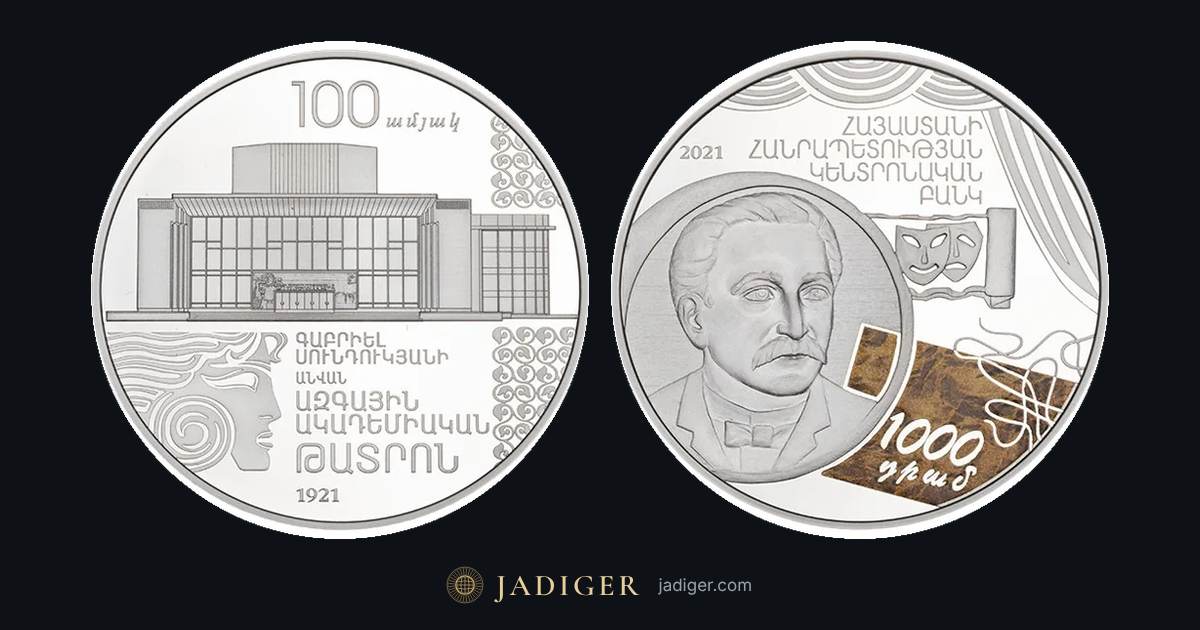 100 ամյակ
ԳԱԲՐԻԵԼ
ՍՈՒՆԴՈՒԿՅԱՆԻ
ԱՆՎԱՆ
ԱԶԳԱՅԻՆ
ԱԿԱԴԵՄԻԱԿԱՆ
ԹԱՏՐՈՆ
1921
2021
ՀԱՅԱՍՏԱՆԻ
ՀԱՆՐԱՊԵՏՈՒԹՅԱՆ
ԿԵՆՏՐՈՆԱԿԱՆ
ԲԱՆԿ
1000
դրամ
JADIGER jadiger.com